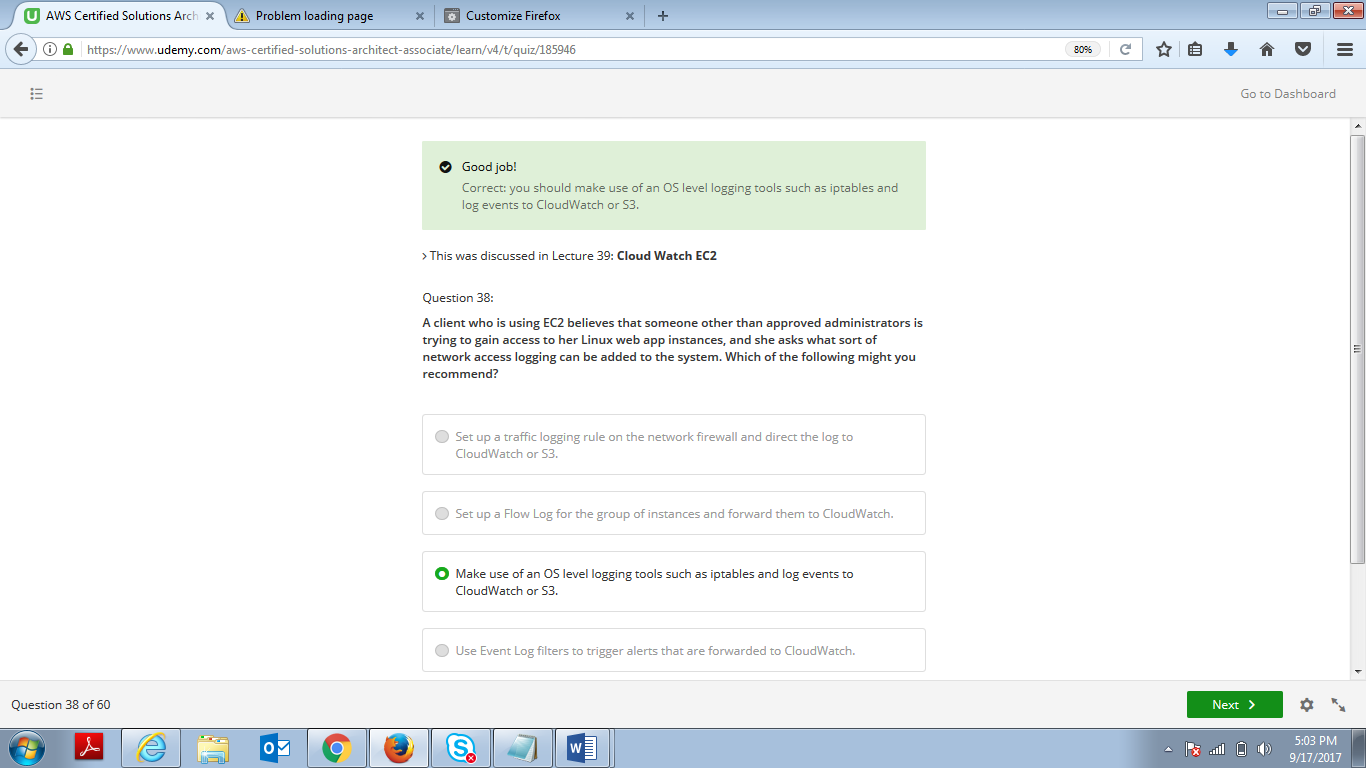 AWS Certified Solutions Arch
Problem loading page
Customize Firefox
https://www.udemy.com/aws-certified-solutions-architect-associate/learn/v4/t/quiz/185946
80%
Go to Dashboard
Good job!
Correct: you should make use of an OS level logging tools such as iptables and
log events to CloudWatch or S3.
> This was discussed in Lecture 39: Cloud Watch EC2
Question 38:
A client who is using EC2 believes that someone other than approved administrators is
trying to gain access to her Linux web app instances, and she asks what sort of
network access logging can be added to the system. Which of the following might you
recommend?
Set up a traffic logging rule on the network firewall and direct the log to
CloudWatch or S3.
Set up a Flow Log for the group of instances and forward them to CloudWatch.
Make use of an OS level logging tools such as iptables and log events to
CloudWatch or S3.
Use Event Log filters to trigger alerts that are forwarded to CloudWatch.
Question 38 of 60
Next
5:03 PM
9/17/2017